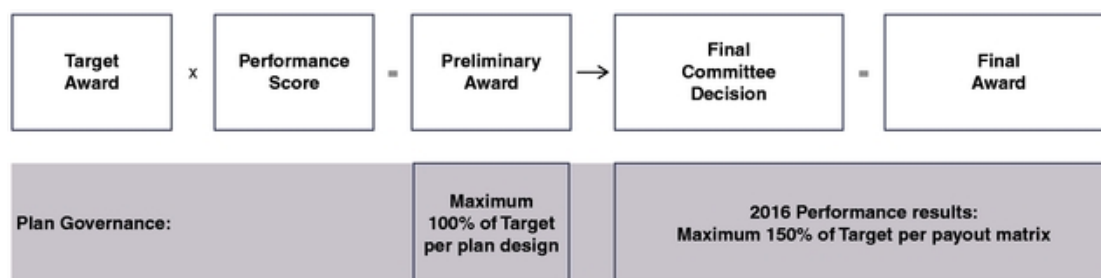 Target
Award
x
Performance
Score
=
Preliminary
Award
→
Final
Committee
Decision
=
Final
Award
Plan Governance:
Maximum
100% of Target
per plan design
2016 Performance results:
Maximum 150% of Target per payout matrix